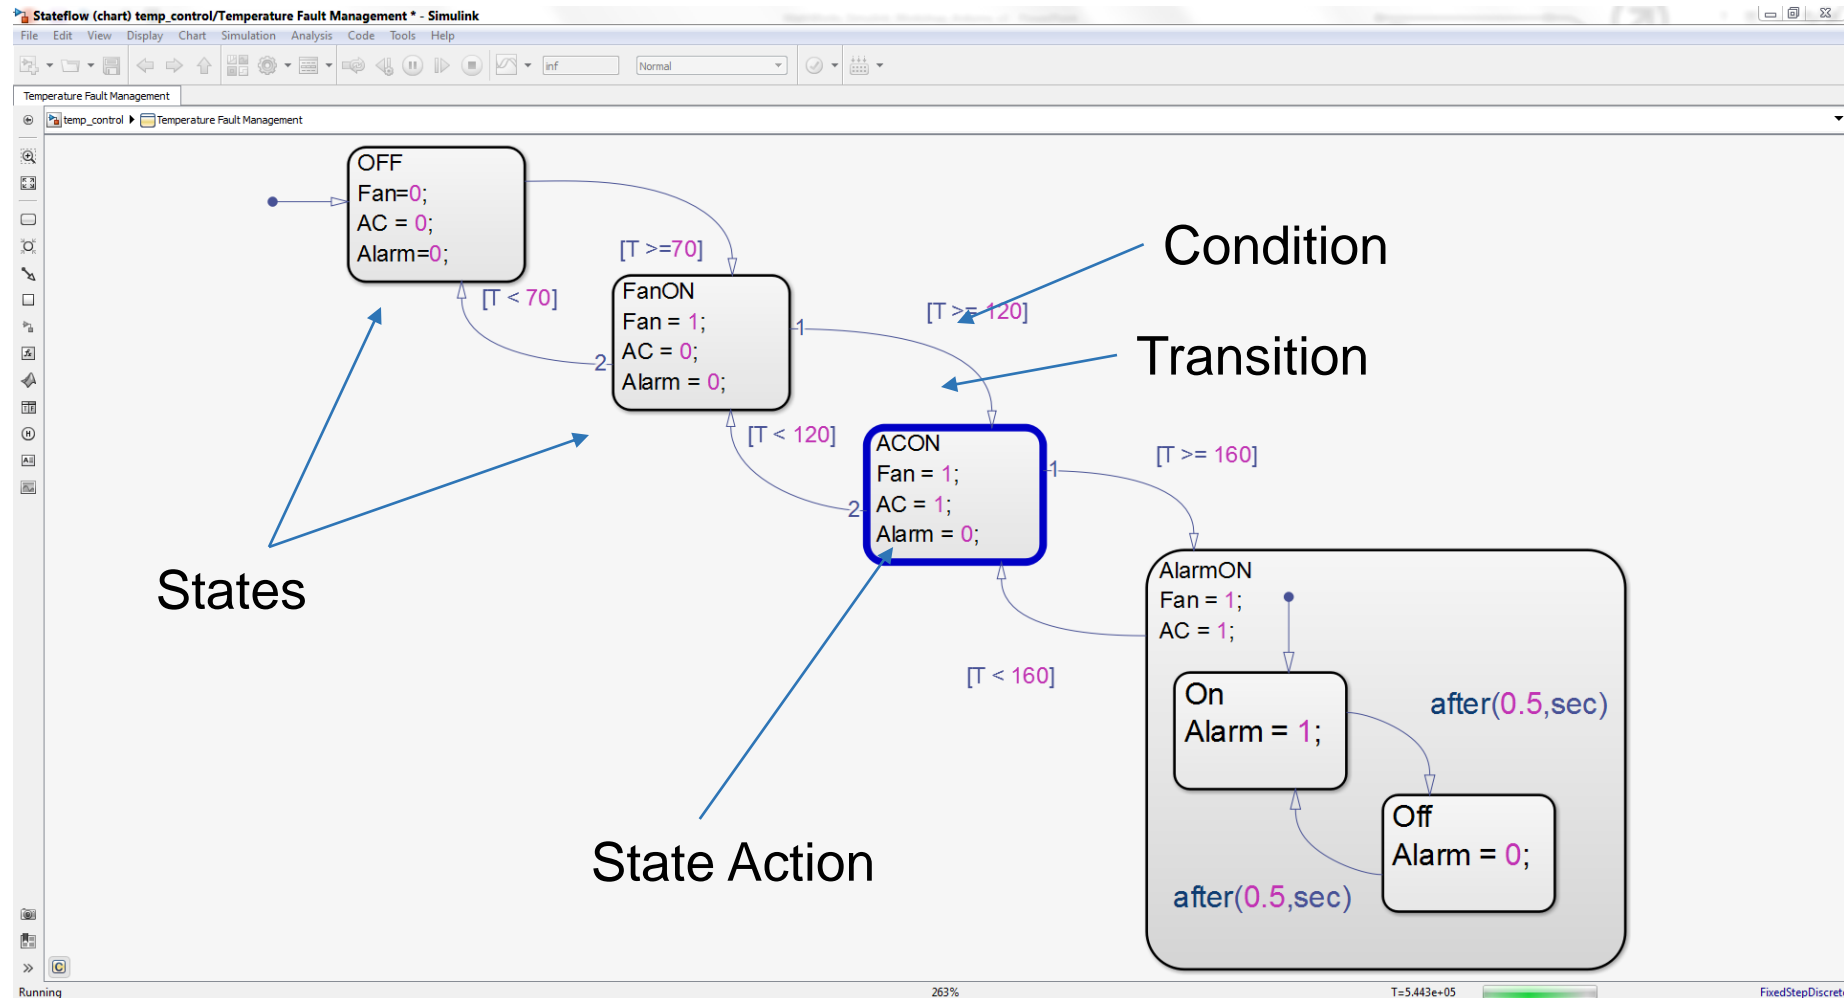 Stateflow (chart) temp_control/Temperature Fault Management * - Simulink
File Edit View Display Chart Simulation Analysis Code Tools Help
inf Normal
Temperature Fault Management
temp_control Temperature Fault Management
OFF
Fan=0;
AC = 0;
Alarm=0;
[T >=70]
[T < 70]
FanON
Fan = 1;
AC = 0;
Alarm = 0;
1
2
[T >= 120]
Condition
Transition
[T < 120]
ACON
Fan = 1;
AC = 1;
Alarm = 0;
1
2
[T >= 160]
States
AlarmON
Fan = 1;
AC = 1;
[T < 160]
On
Alarm = 1;
after(0.5,sec)
Off
Alarm = 0;
after(0.5,sec)
State Action
Running 263% T=5.443e+05 FixedStepDiscrete